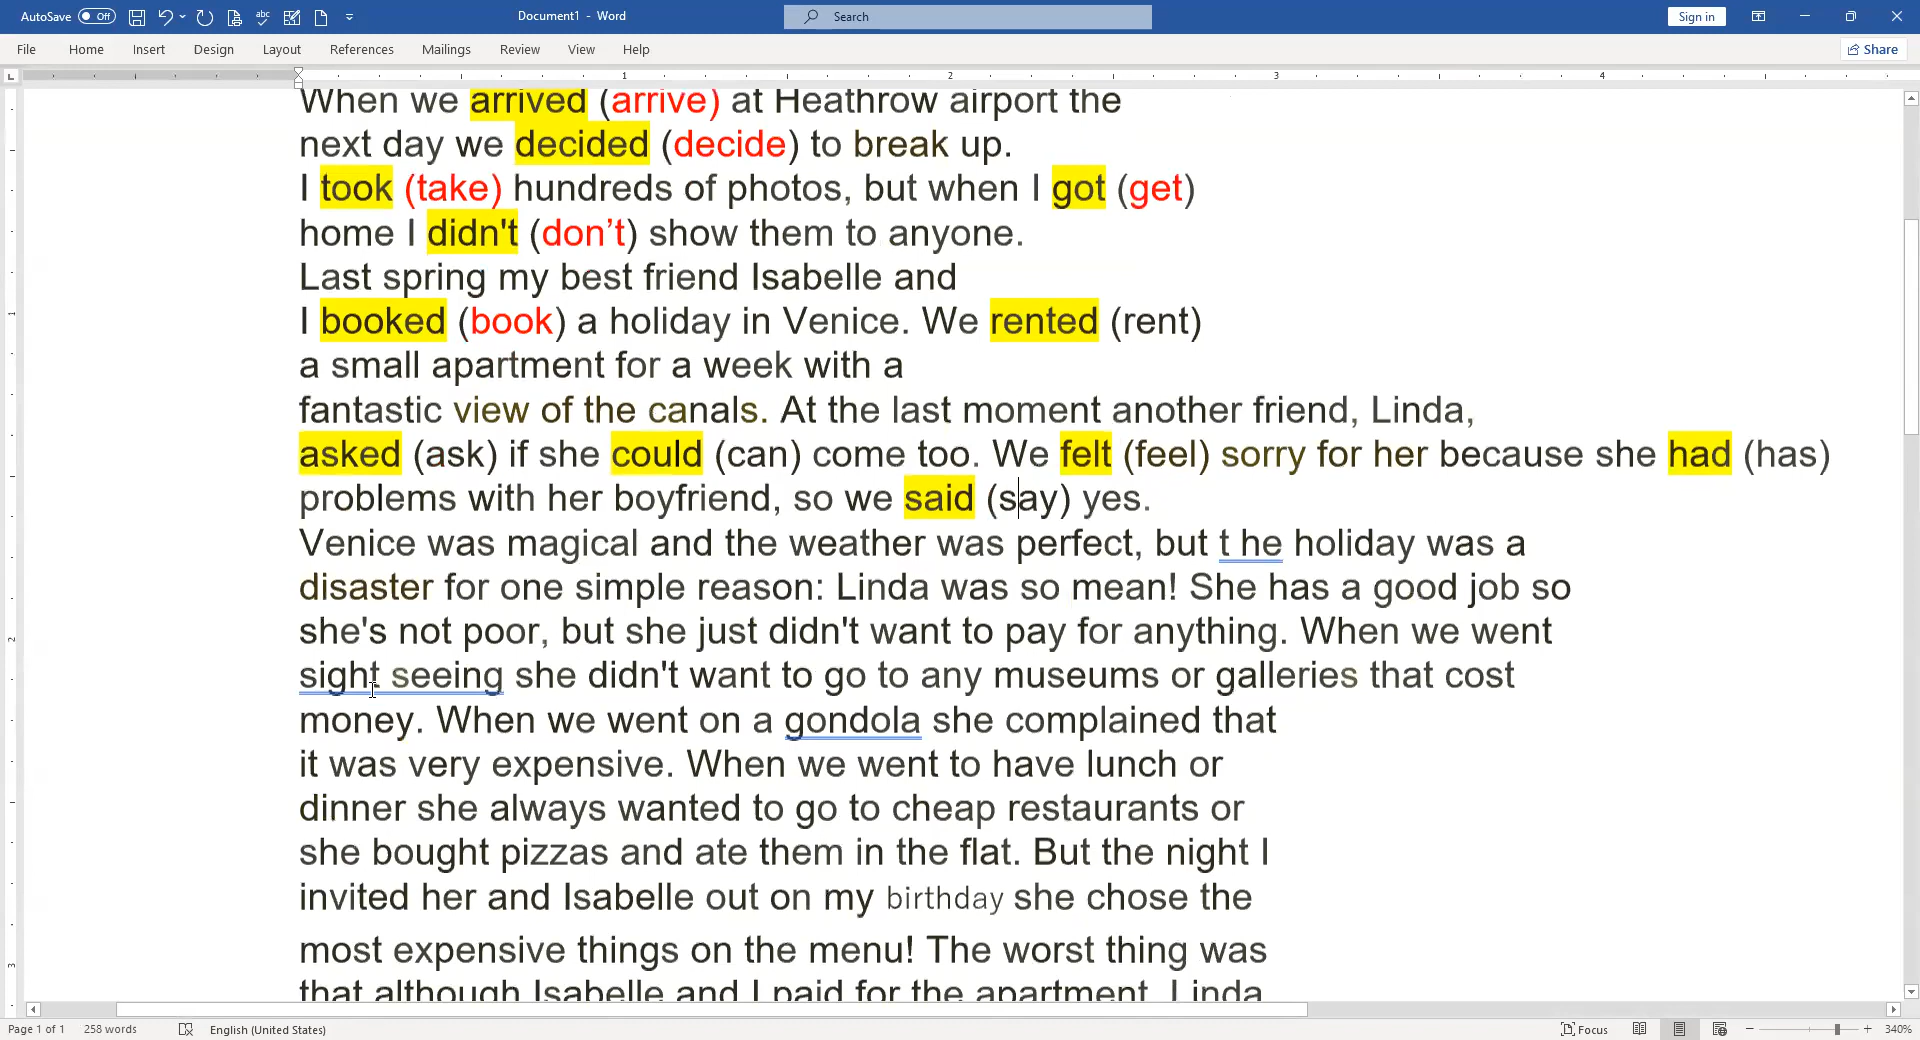 AutoSave Off Document1 - Word Search Sign in
File Home Insert Design Layout References Mailings Review View Help Share
1 2 3 4
When we arrived (arrive) at Heathrow airport the
next day we decided (decide) to break up.
I took (take) hundreds of photos, but when I got (get)
home I didn't (don’t) show them to anyone.
Last spring my best friend Isabelle and
I booked (book) a holiday in Venice. We rented (rent)
a small apartment for a week with a
fantastic view of the canals. At the last moment another friend, Linda,
asked (ask) if she could (can) come too. We felt (feel) sorry for her because she had (has)
problems with her boyfriend, so we said (say) yes.
Venice was magical and the weather was perfect, but t he holiday was a
disaster for one simple reason: Linda was so mean! She has a good job so
she's not poor, but she just didn't want to pay for anything. When we went
sight seeing she didn't want to go to any museums or galleries that cost
money. When we went on a gondola she complained that
it was very expensive. When we went to have lunch or
dinner she always wanted to go to cheap restaurants or
she bought pizzas and ate them in the flat. But the night I
invited her and Isabelle out on my birthday she chose the
most expensive things on the menu! The worst thing was
that although Isabelle and I paid for the apartment, Linda
Page 1 of 1 258 words English (United States) Focus 340%